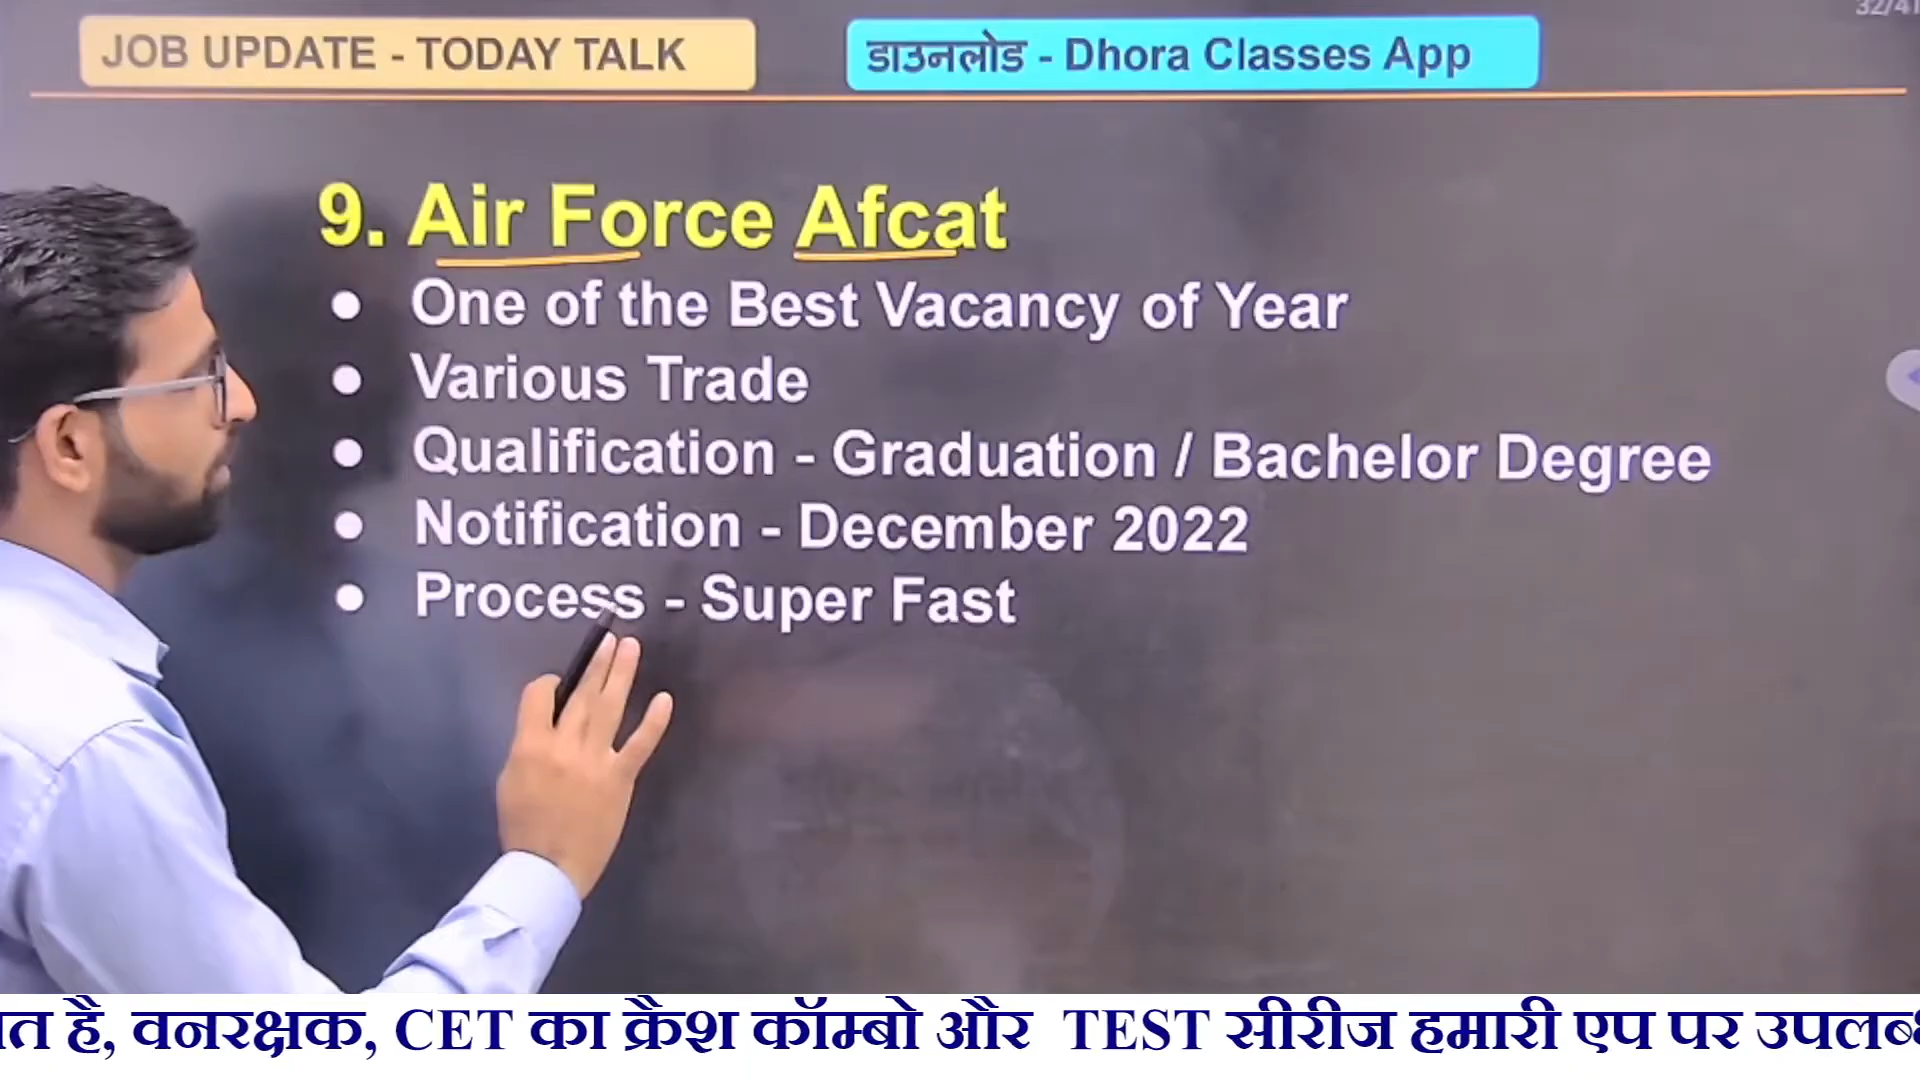 32/41
JOB UPDATE - TODAY TALK
डाउनलोड - Dhora Classes App
9. Air Force Afcat
● One of the Best Vacancy of Year
● Various Trade
● Qualification - Graduation / Bachelor Degree
● Notification - December 2022
● Process - Super Fast
है, वनरक्षक, CET का क्रैश कॉम्बो और TEST सीरीज हमारी एप पर